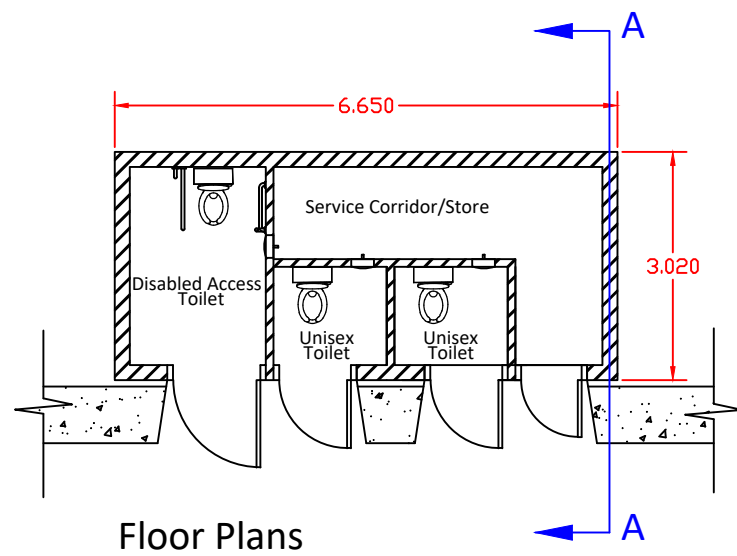 A
6.650
Service Corridor/Store
3.020
Disabled Access
Toilet
Unisex
Toilet
Unisex
Toilet
A
Floor Plans